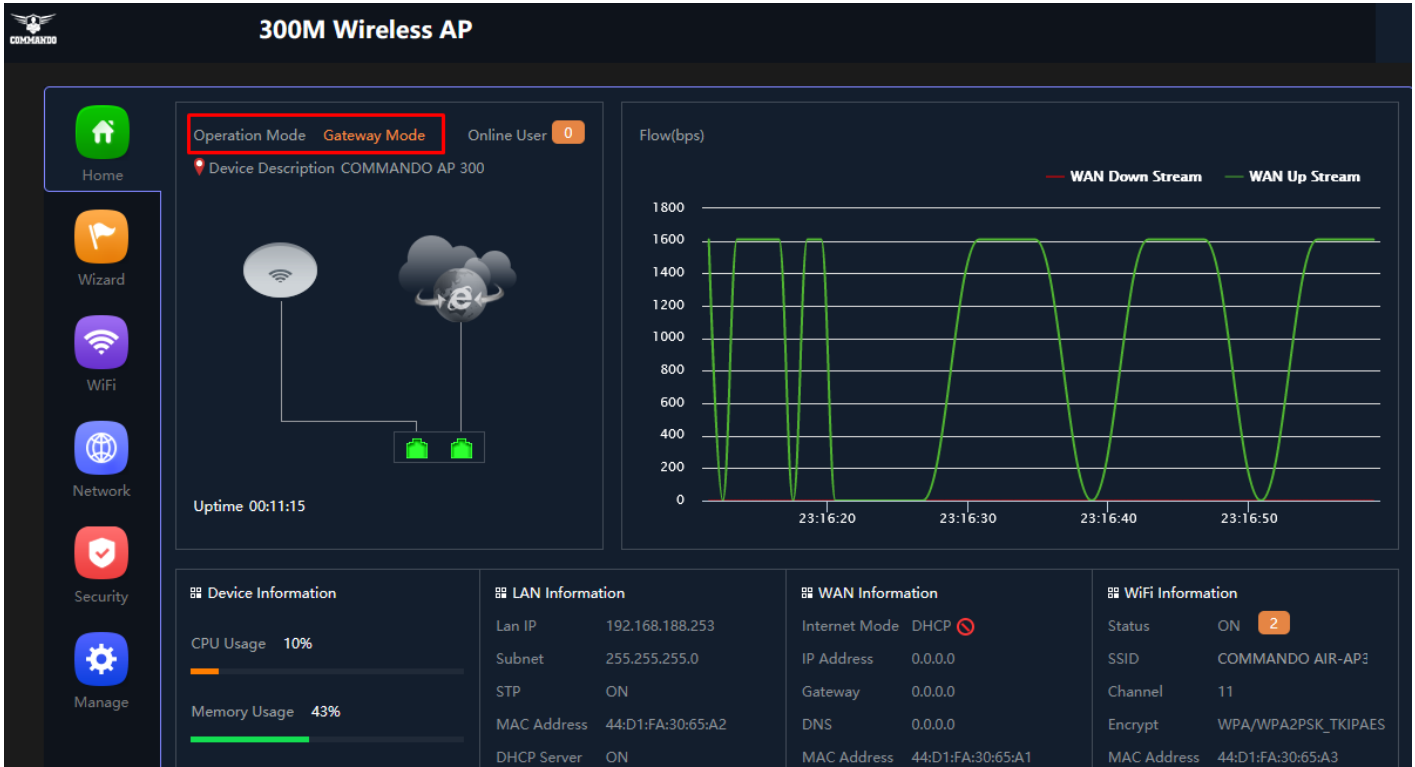 COMMANDO
300M Wireless AP
Home
Wizard
WiFi
Network
Security
Manage
Operation Mode Gateway Mode Online User 0
Device Description COMMANDO AP 300
Uptime 00:11:15
Flow(bps)
WAN Down Stream WAN Up Stream
1800
1600
1400
1200
1000
800
600
400
200
0
23:16:20 23:16:30 23:16:40 23:16:50
Device Information
CPU Usage 10%
Memory Usage 43%
LAN Information
Lan IP 192.168.188.253
Subnet 255.255.255.0
STP ON
MAC Address 44:D1:FA:30:65:A2
DHCP Server ON
WAN Information
Internet Mode DHCP
IP Address 0.0.0.0
Gateway 0.0.0.0
DNS 0.0.0.0
MAC Address 44:D1:FA:30:65:A1
WiFi Information
Status ON 2
SSID COMMANDO AIR-AP3
Channel 11
Encrypt WPA/WPA2PSK_TKIPAES
MAC Address 44:D1:FA:30:65:A3